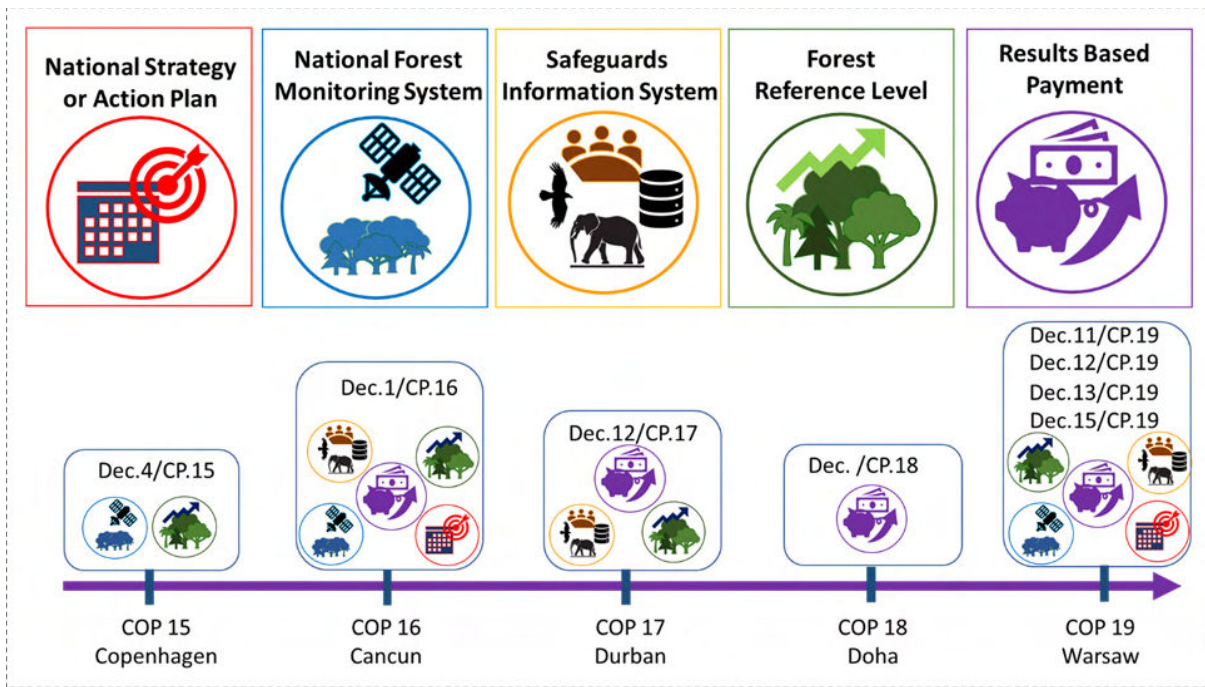 National Strategy
or Action Plan
National Forest
Monitoring System
Safeguards
Information System
Forest
Reference Level
Results Based
Payment
Dec.4/CP.15
Dec.1/CP.16
Dec.12/CP.17
Dec. /CP.18
Dec.11/CP.19
Dec.12/CP.19
Dec.13/CP.19
Dec.15/CP.19
COP 15
Copenhagen
COP 16
Cancun
COP 17
Durban
COP 18
Doha
COP 19
Warsaw